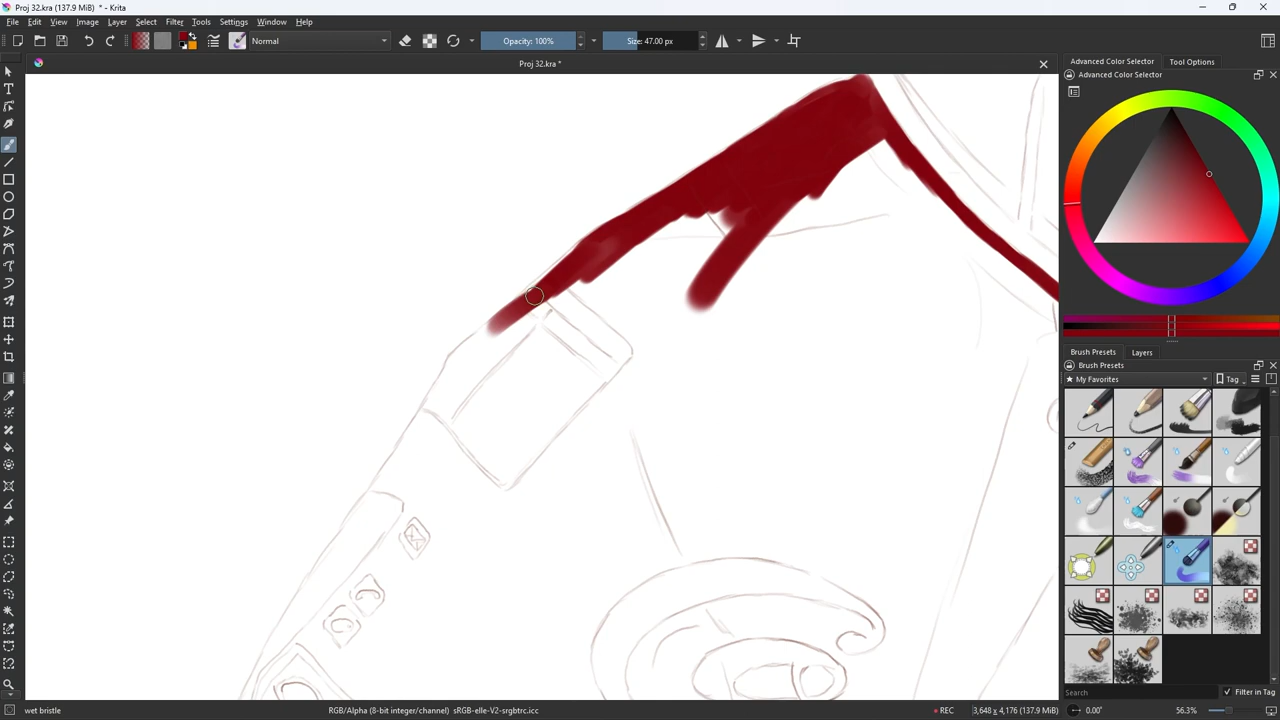 Proj 32.kra (137.9 MiB) * - Krita
File Edit View Image Layer Select Filter Tools Settings Window Help
Normal
Opacity: 100%
Size: 47.00 px
Proj 32.kra *
Advanced Color Selector Tool Options
Advanced Color Selector
Brush Presets Layers
Brush Presets
★ My Favorites
Tag
Search
Filter in Tag
wet bristle
RGB/Alpha (8-bit integer/channel) sRGB-elle-V2-srgbtrc.icc
REC
3,648 x 4,176 (137.9 MiB)
0.00°
56.3%